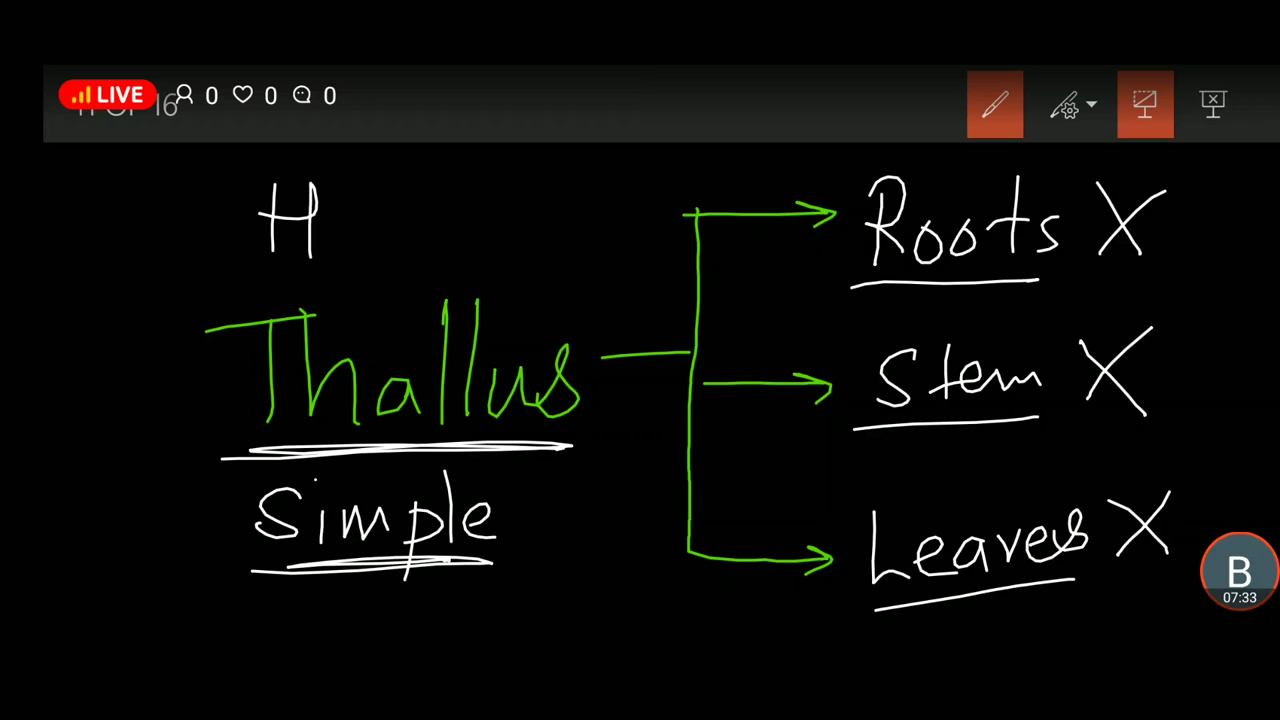 LIVE 0 0 0
H
Roots X
Thallus
Stem X
Simple
Leaves X
B
07:33